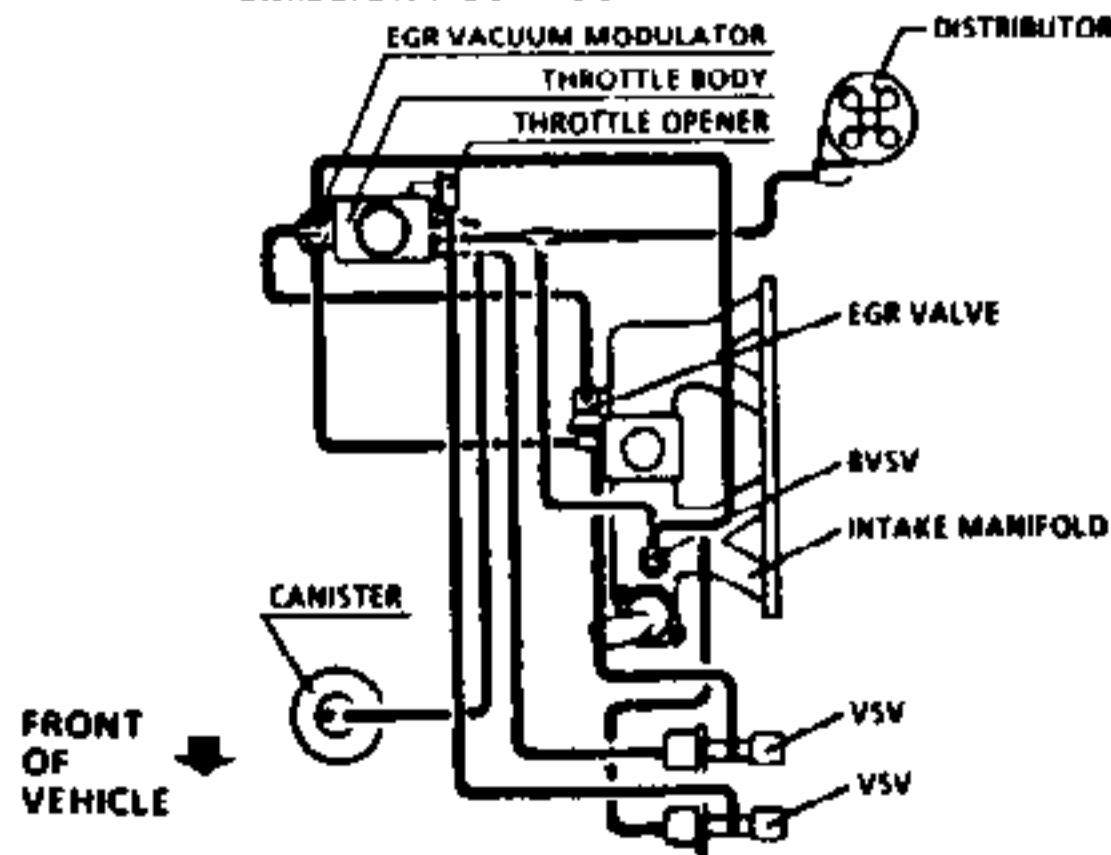 EGR VACUUM MODULATOR
THROTTLE BODY
THROTTLE OPENER
DISTRIBUTOR
EGR VALVE
BVSV
INTAKE MANIFOLD
CANISTER
FRONT
OF
VEHICLE
VSV
VSV